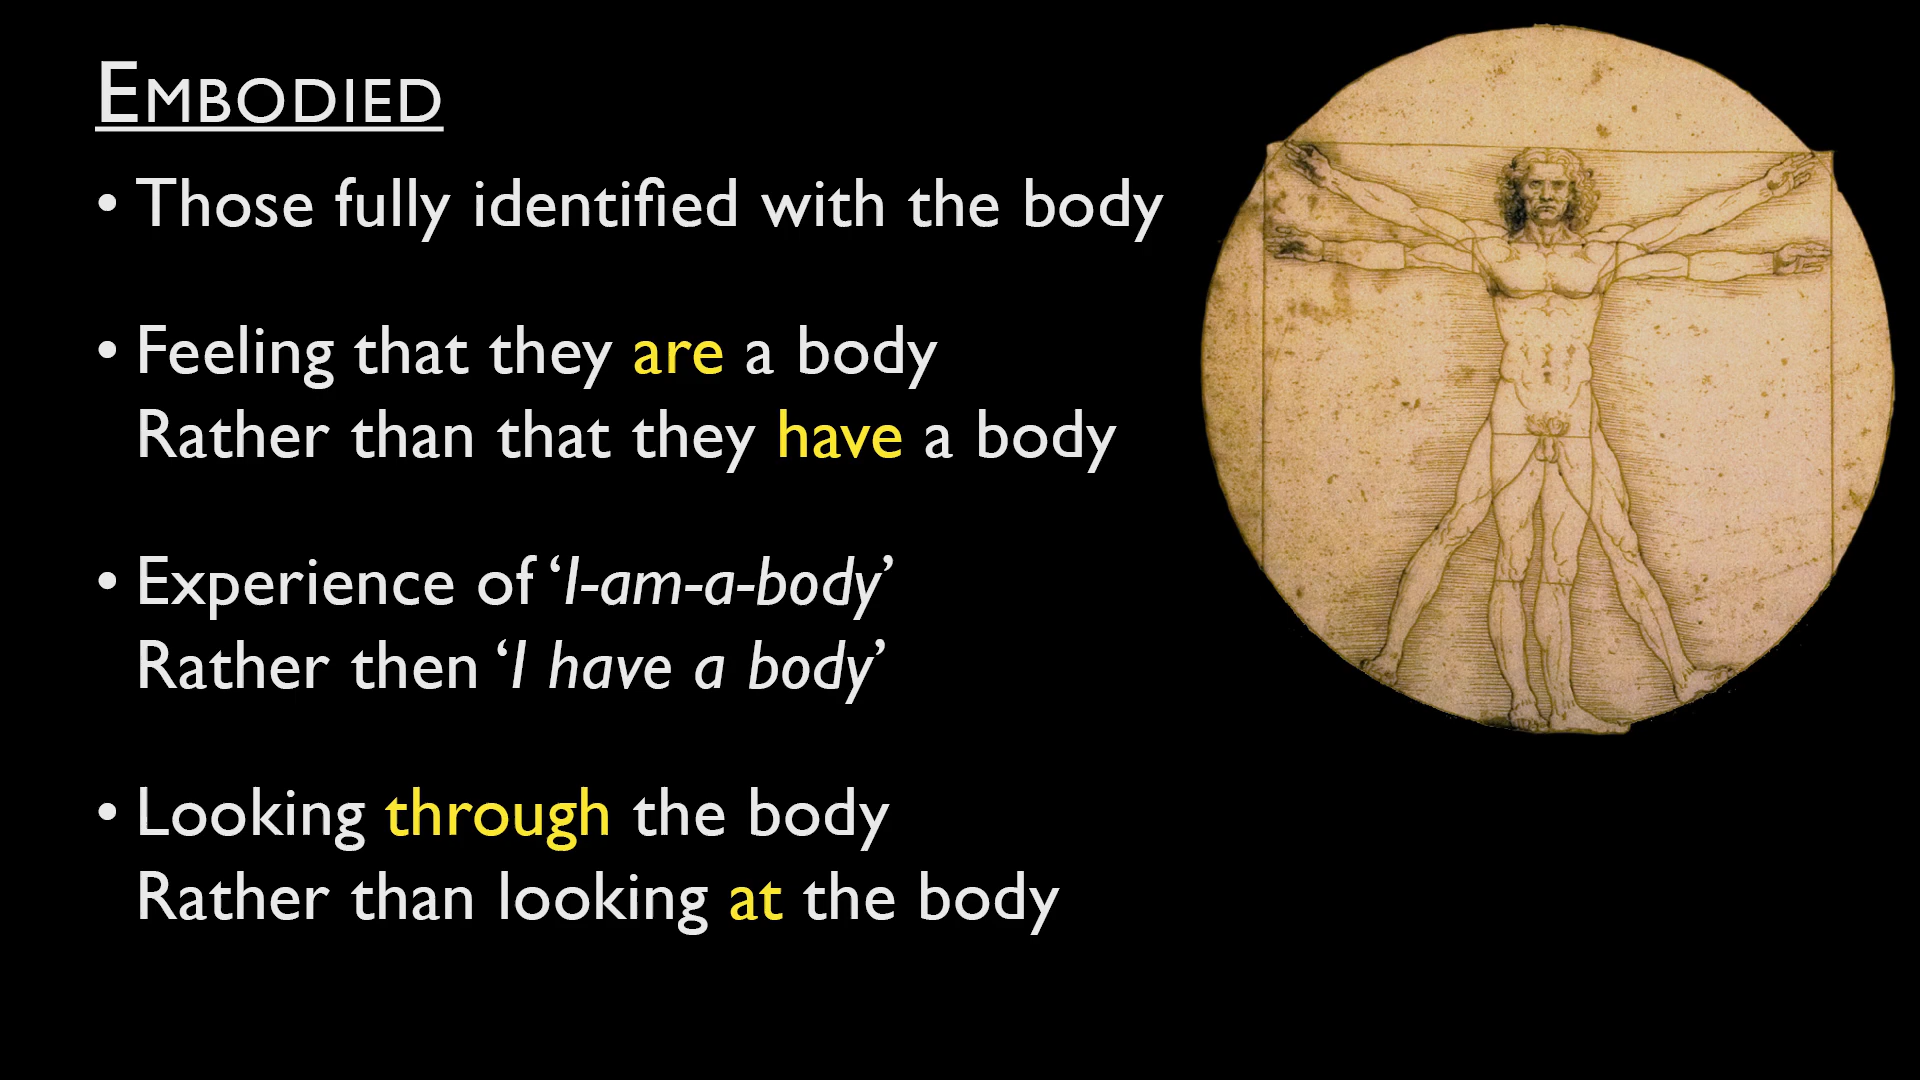 EMBODIED
• Those fully identified with the body
• Feeling that they are a body
Rather than that they have a body
• Experience of ‘I-am-a-body’
Rather then ‘I have a body’
• Looking through the body
Rather than looking at the body